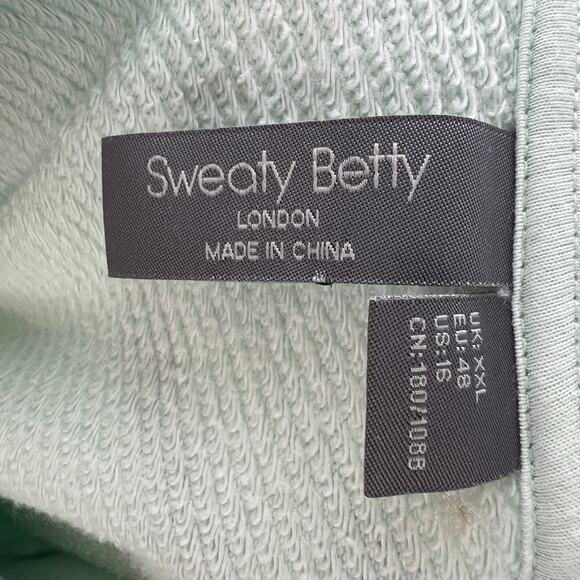 Sweaty Betty
LONDON
MADE IN CHINA
UK: XXL
EU: 48
US: 16
CN: 180/108B